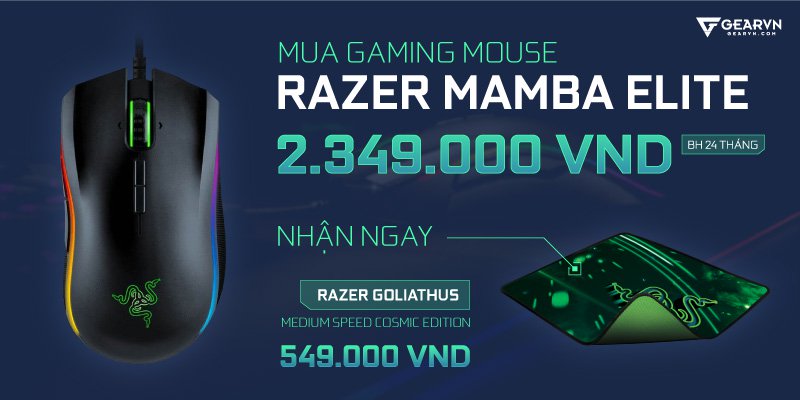 GEARVN
GEARVN.COM
MUA GAMING MOUSE
RAZER MAMBA ELITE
2.349.000 VND
BH 24 THÁNG
NHẬN NGAY
RAZER GOLIATHUS
MEDIUM SPEED COSMIC EDITION
549.000 VND